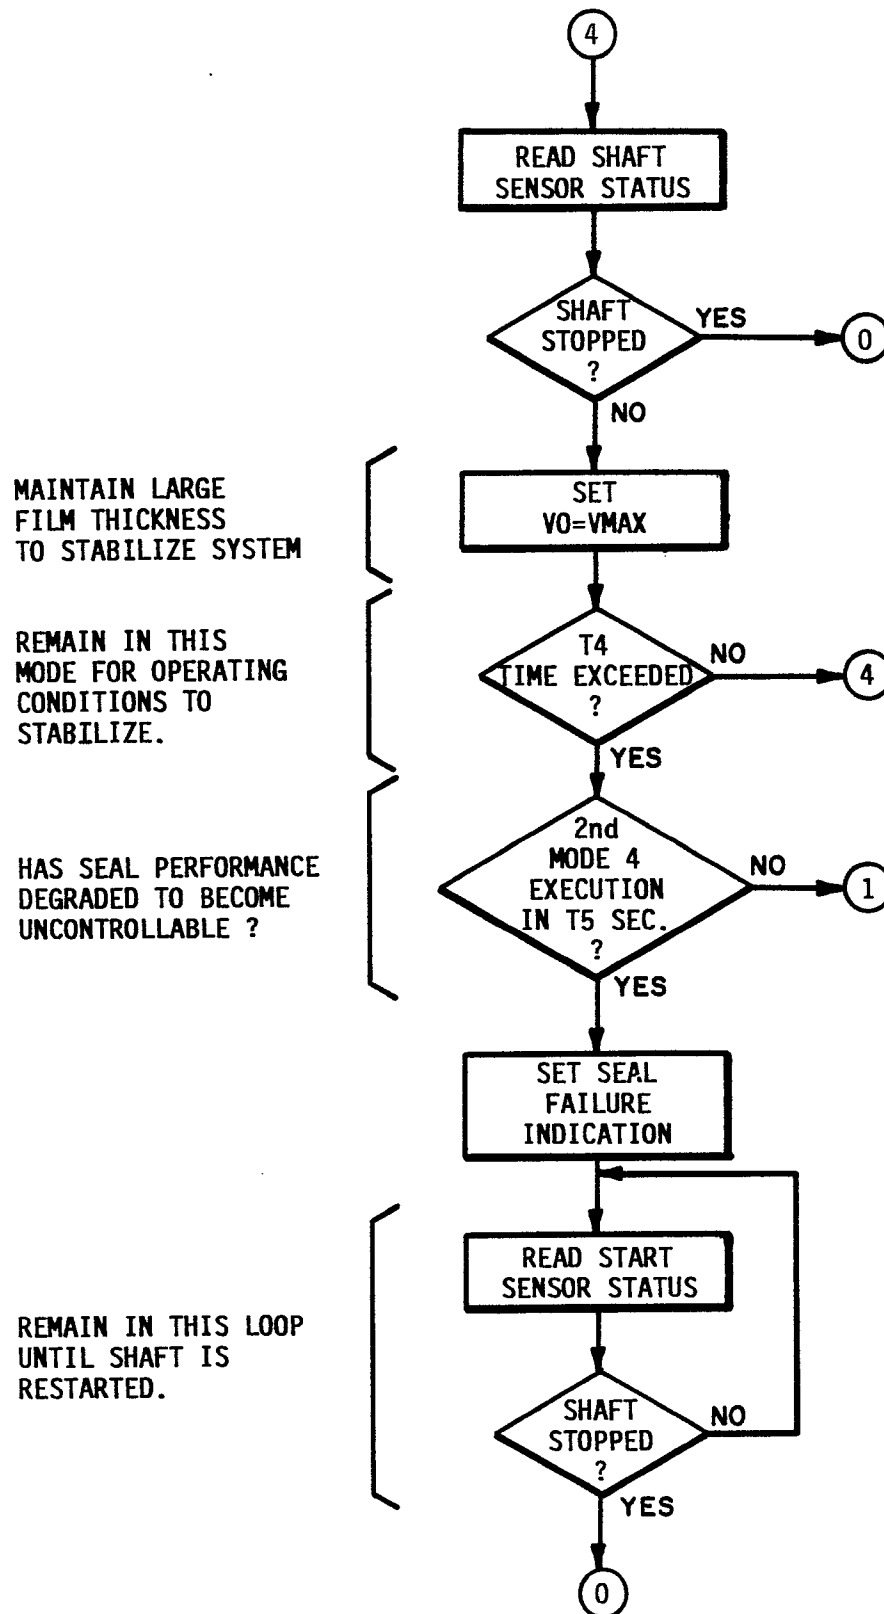 4
READ SHAFT
SENSOR STATUS
SHAFT
STOPPED
?
YES
0
NO
MAINTAIN LARGE
FILM THICKNESS
TO STABILIZE SYSTEM
SET
VO=VMAX
REMAIN IN THIS
MODE FOR OPERATING
CONDITIONS TO
STABILIZE.
T4
TIME EXCEEDED
?
NO
4
YES
HAS SEAL PERFORMANCE
DEGRADED TO BECOME
UNCONTROLLABLE ?
2nd
MODE 4
EXECUTION
IN T5 SEC.
?
NO
1
YES
SET SEAL
FAILURE
INDICATION
READ START
SENSOR STATUS
REMAIN IN THIS LOOP
UNTIL SHAFT IS
RESTARTED.
SHAFT
STOPPED
?
NO
YES
0